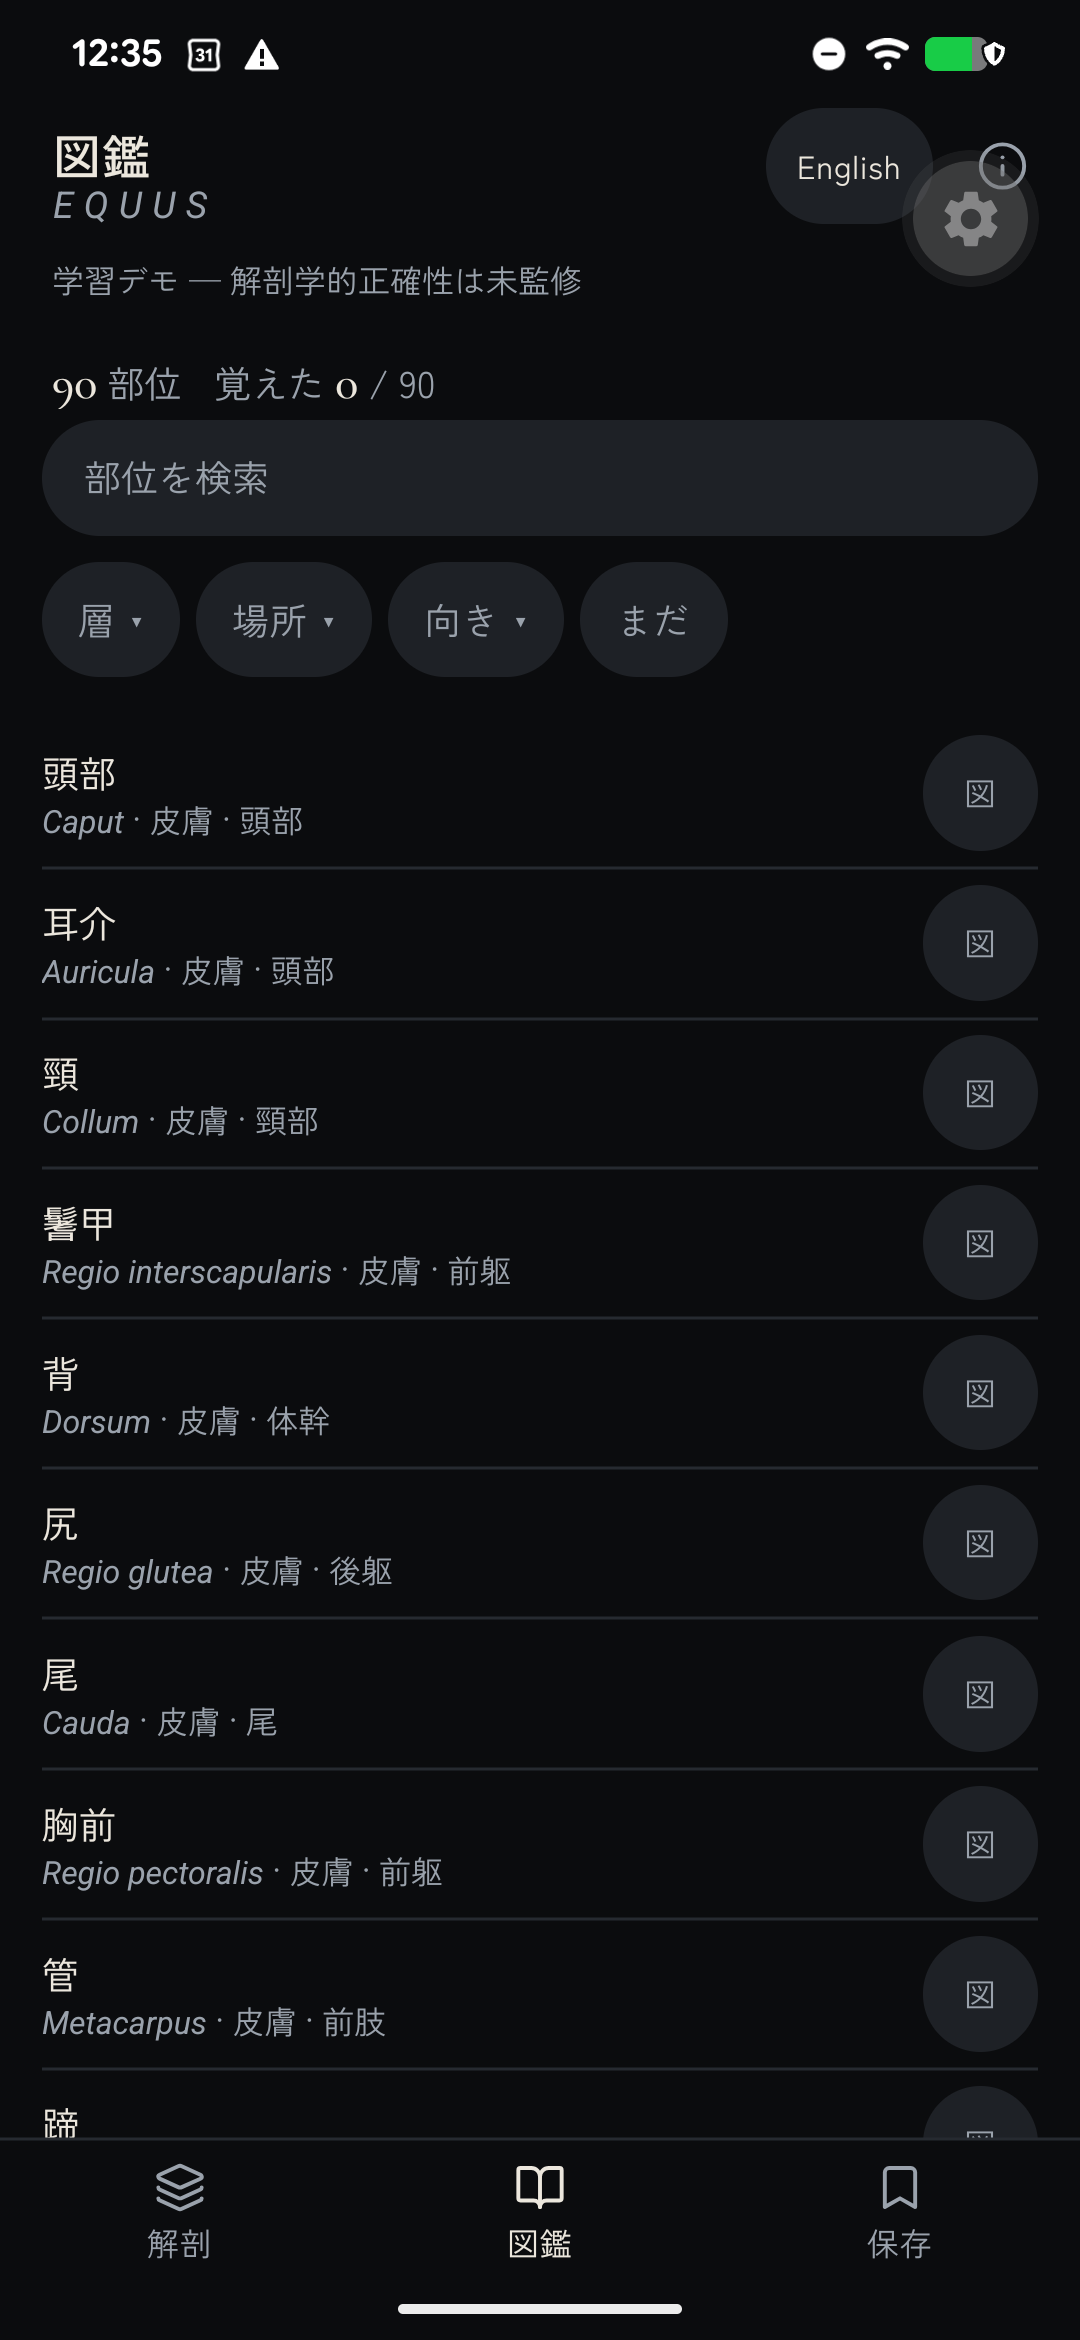 12:35 31
図鑑
EQUUS
English
学習デモ — 解剖学的正確性は未監修
90 部位 覚えた 0 / 90
部位を検索
層 ▾ 場所 ▾ 向き ▾ まだ
頭部
Caput · 皮膚 · 頭部
図
耳介
Auricula · 皮膚 · 頭部
図
頸
Collum · 皮膚 · 頸部
図
鬐甲
Regio interscapularis · 皮膚 · 前躯
図
背
Dorsum · 皮膚 · 体幹
図
尻
Regio glutea · 皮膚 · 後躯
図
尾
Cauda · 皮膚 · 尾
図
胸前
Regio pectoralis · 皮膚 · 前躯
図
管
Metacarpus · 皮膚 · 前肢
図
蹄
図
解剖 図鑑 保存